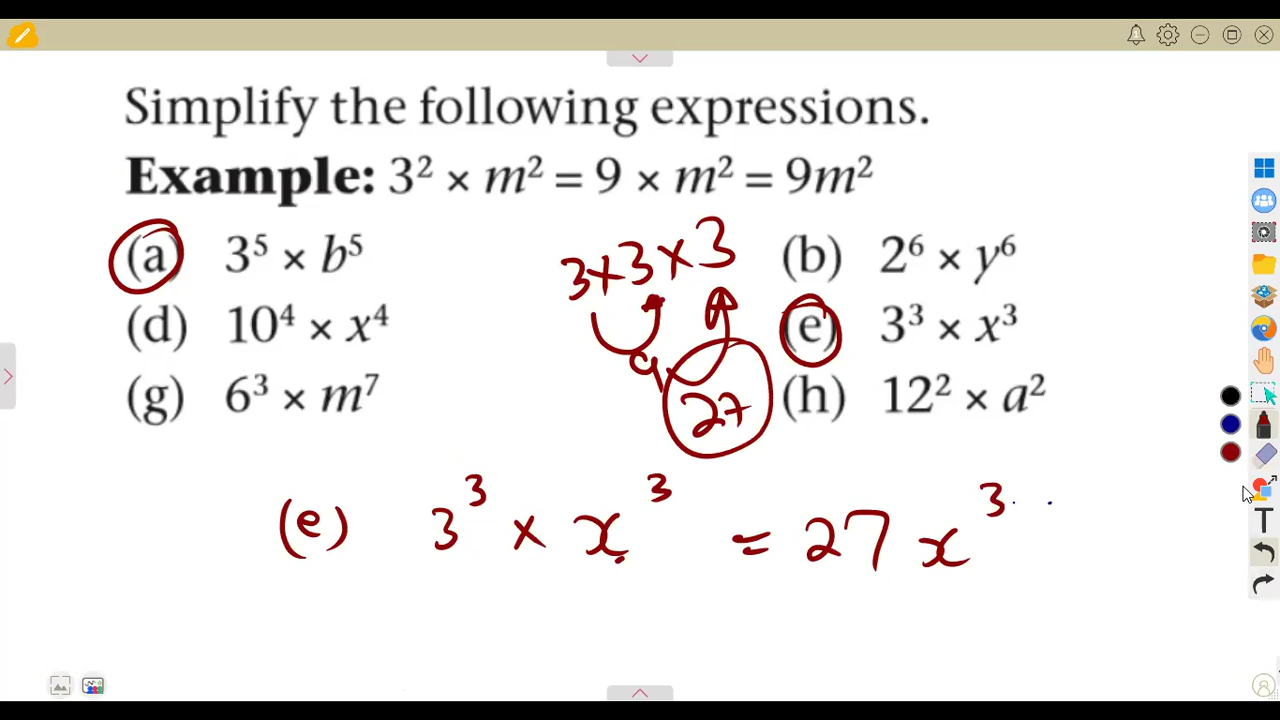 Simplify the following expressions.
Example: 3² × m² = 9 × m² = 9m²
(a) 3⁵ × b⁵
3×3×3
(b) 2⁶ × y⁶
(d) 10⁴ × x⁴
9
(e) 3³ × x³
(g) 6³ × m⁷
27
(h) 12² × a²
(e) 3³ × x³ = 27x³
T